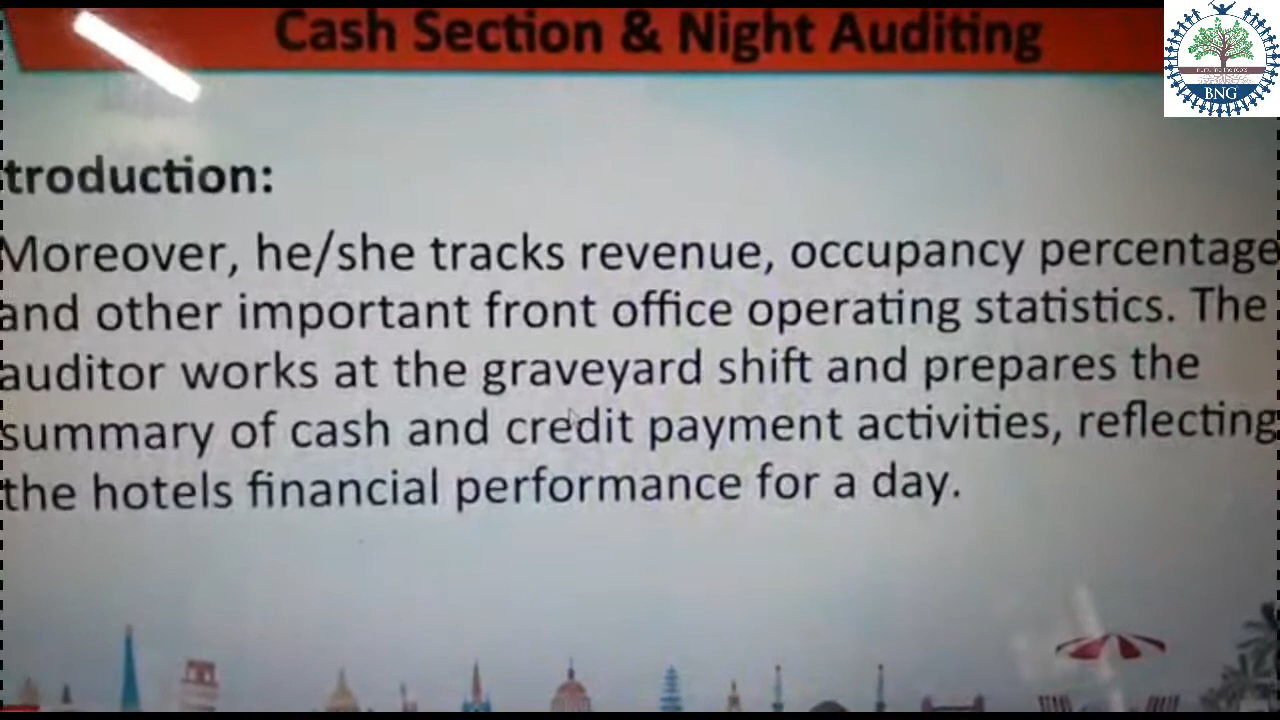 Cash Section & Night Auditing
BNG
troduction:
Moreover, he/she tracks revenue, occupancy percentage
and other important front office operating statistics. The
auditor works at the graveyard shift and prepares the
summary of cash and credit payment activities, reflecting
the hotels financial performance for a day.